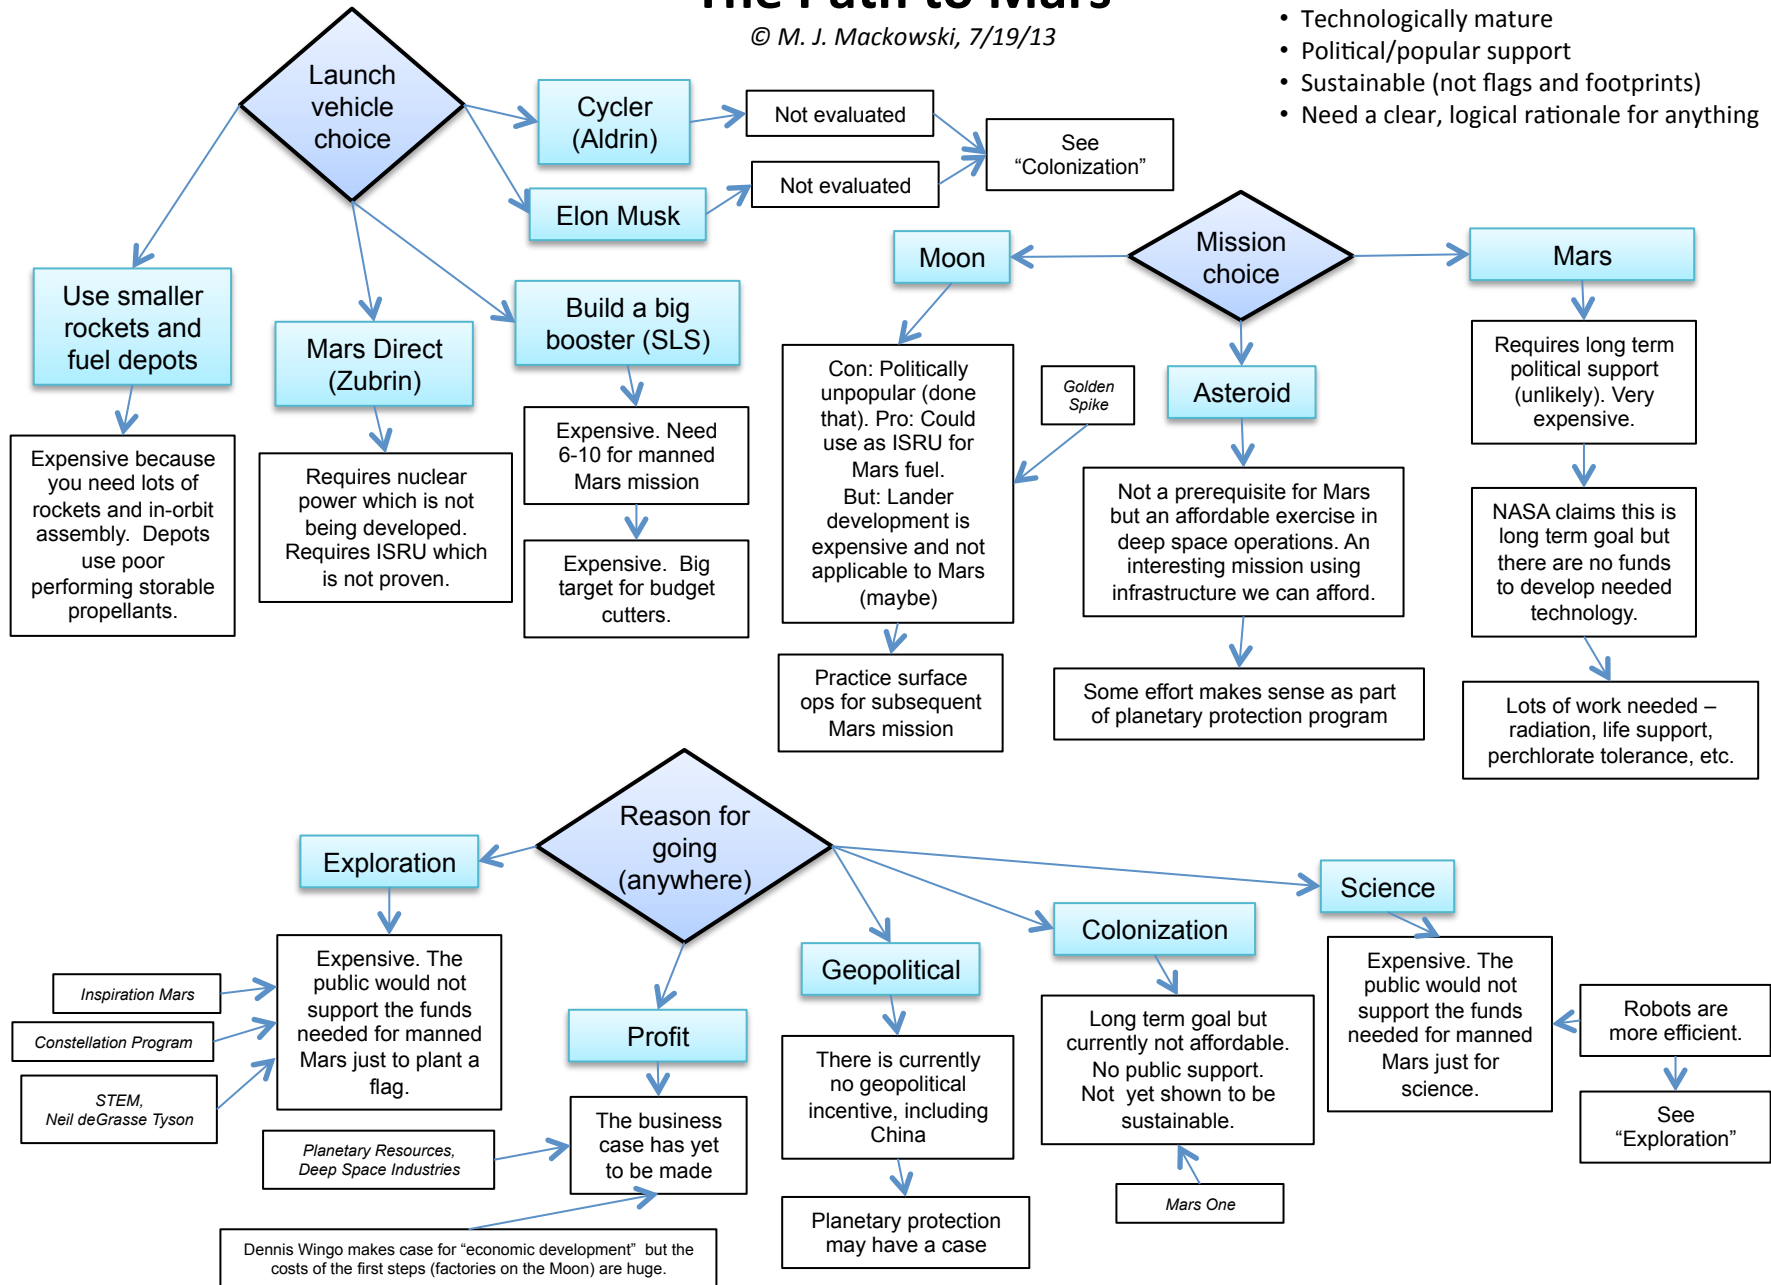 The Path to Mars
© M. J. Mackowski, 7/19/13
• Technologically mature
• Political/popular support
• Sustainable (not flags and footprints)
• Need a clear, logical rationale for anything
Launch
vehicle
choice
Cycler
(Aldrin)
Not evaluated
Elon Musk
Not evaluated
See
“Colonization”
Use smaller
rockets and
fuel depots
Expensive because
you need lots of
rockets and in-orbit
assembly.  Depots
use poor
performing storable
propellants.
Mars Direct
(Zubrin)
Requires nuclear
power which is not
being developed.
Requires ISRU which
is not proven.
Build a big
booster (SLS)
Expensive. Need
6-10 for manned
Mars mission
Expensive.  Big
target for budget
cutters.
Mission
choice
Moon
Con: Politically
unpopular (done
that). Pro: Could
use as ISRU for
Mars fuel.
But: Lander
development is
expensive and not
applicable to Mars
(maybe)
Golden
Spike
Practice surface
ops for subsequent
Mars mission
Asteroid
Not a prerequisite for Mars
but an affordable exercise in
deep space operations. An
interesting mission using
infrastructure we can afford.
Some effort makes sense as part
of planetary protection program
Mars
Requires long term
political support
(unlikely). Very
expensive.
NASA claims this is
long term goal but
there are no funds
to develop needed
technology.
Lots of work needed –
radiation, life support,
perchlorate tolerance, etc.
Reason for
going
(anywhere)
Exploration
Expensive. The
public would not
support the funds
needed for manned
Mars just to plant a
flag.
Inspiration Mars
Constellation Program
STEM,
Neil deGrasse Tyson
Profit
The business
case has yet
to be made
Planetary Resources,
Deep Space Industries
Dennis Wingo makes case for “economic development”  but the
costs of the first steps (factories on the Moon) are huge.
Geopolitical
There is currently
no geopolitical
incentive, including
China
Planetary protection
may have a case
Colonization
Long term goal but
currently not affordable.
No public support.
Not  yet shown to be
sustainable.
Mars One
Science
Expensive. The
public would not
support the funds
needed for manned
Mars just for
science.
Robots are
more efficient.
See
“Exploration”